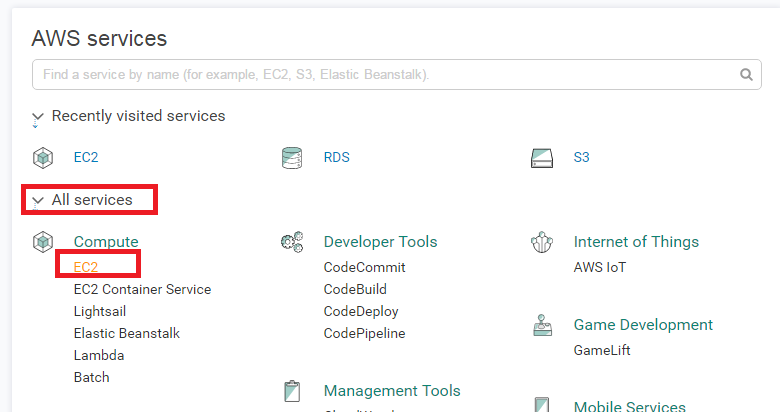 AWS services
Find a service by name (for example, EC2, S3, Elastic Beanstalk).
Recently visited services
EC2
RDS
S3
All services
Compute
EC2
EC2 Container Service
Lightsail
Elastic Beanstalk
Lambda
Batch
Developer Tools
CodeCommit
CodeBuild
CodeDeploy
CodePipeline
Management Tools
Internet of Things
AWS IoT
Game Development
GameLift
Mobile Services